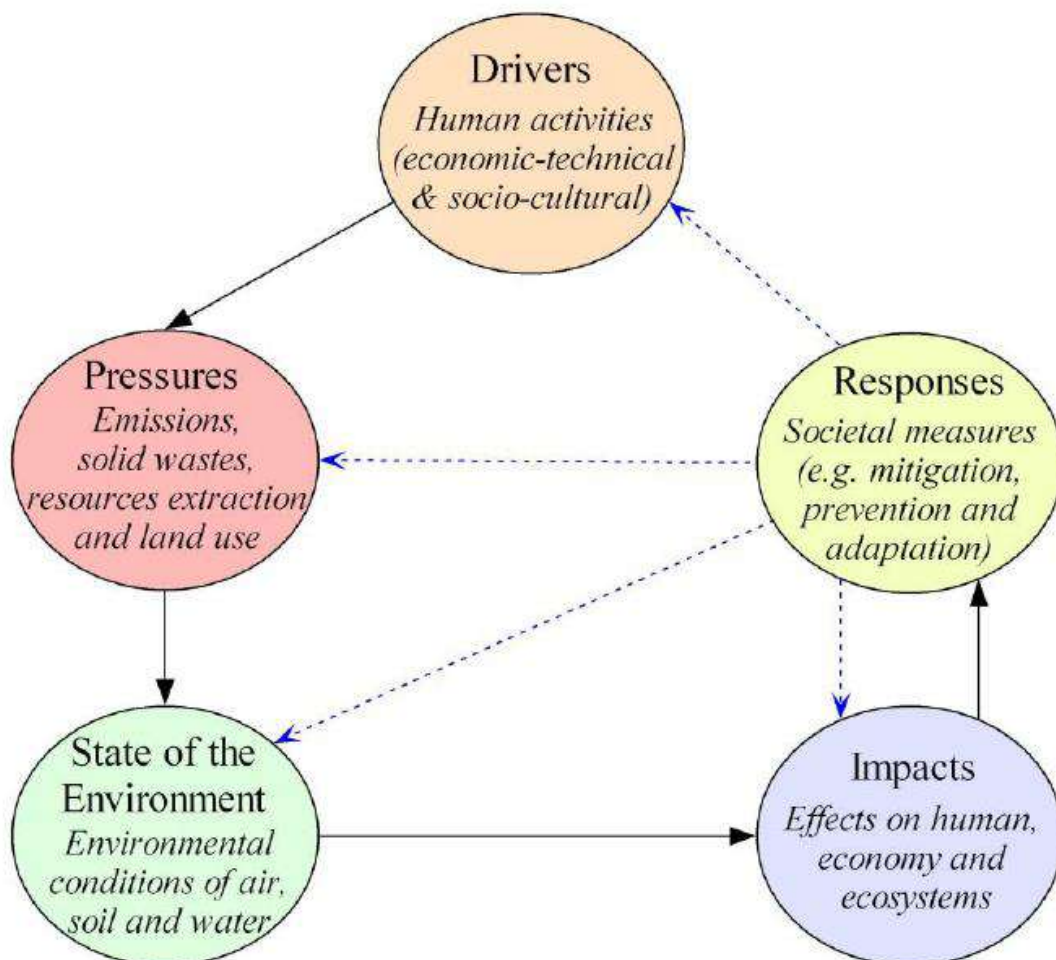 Drivers
Human activities
(economic-technical
& socio-cultural)
Pressures
Emissions,
solid wastes,
resources extraction
and land use
Responses
Societal measures
(e.g. mitigation,
prevention and
adaptation)
State of the
Environment
Environmental
conditions of air,
soil and water
Impacts
Effects on human,
economy and
ecosystems